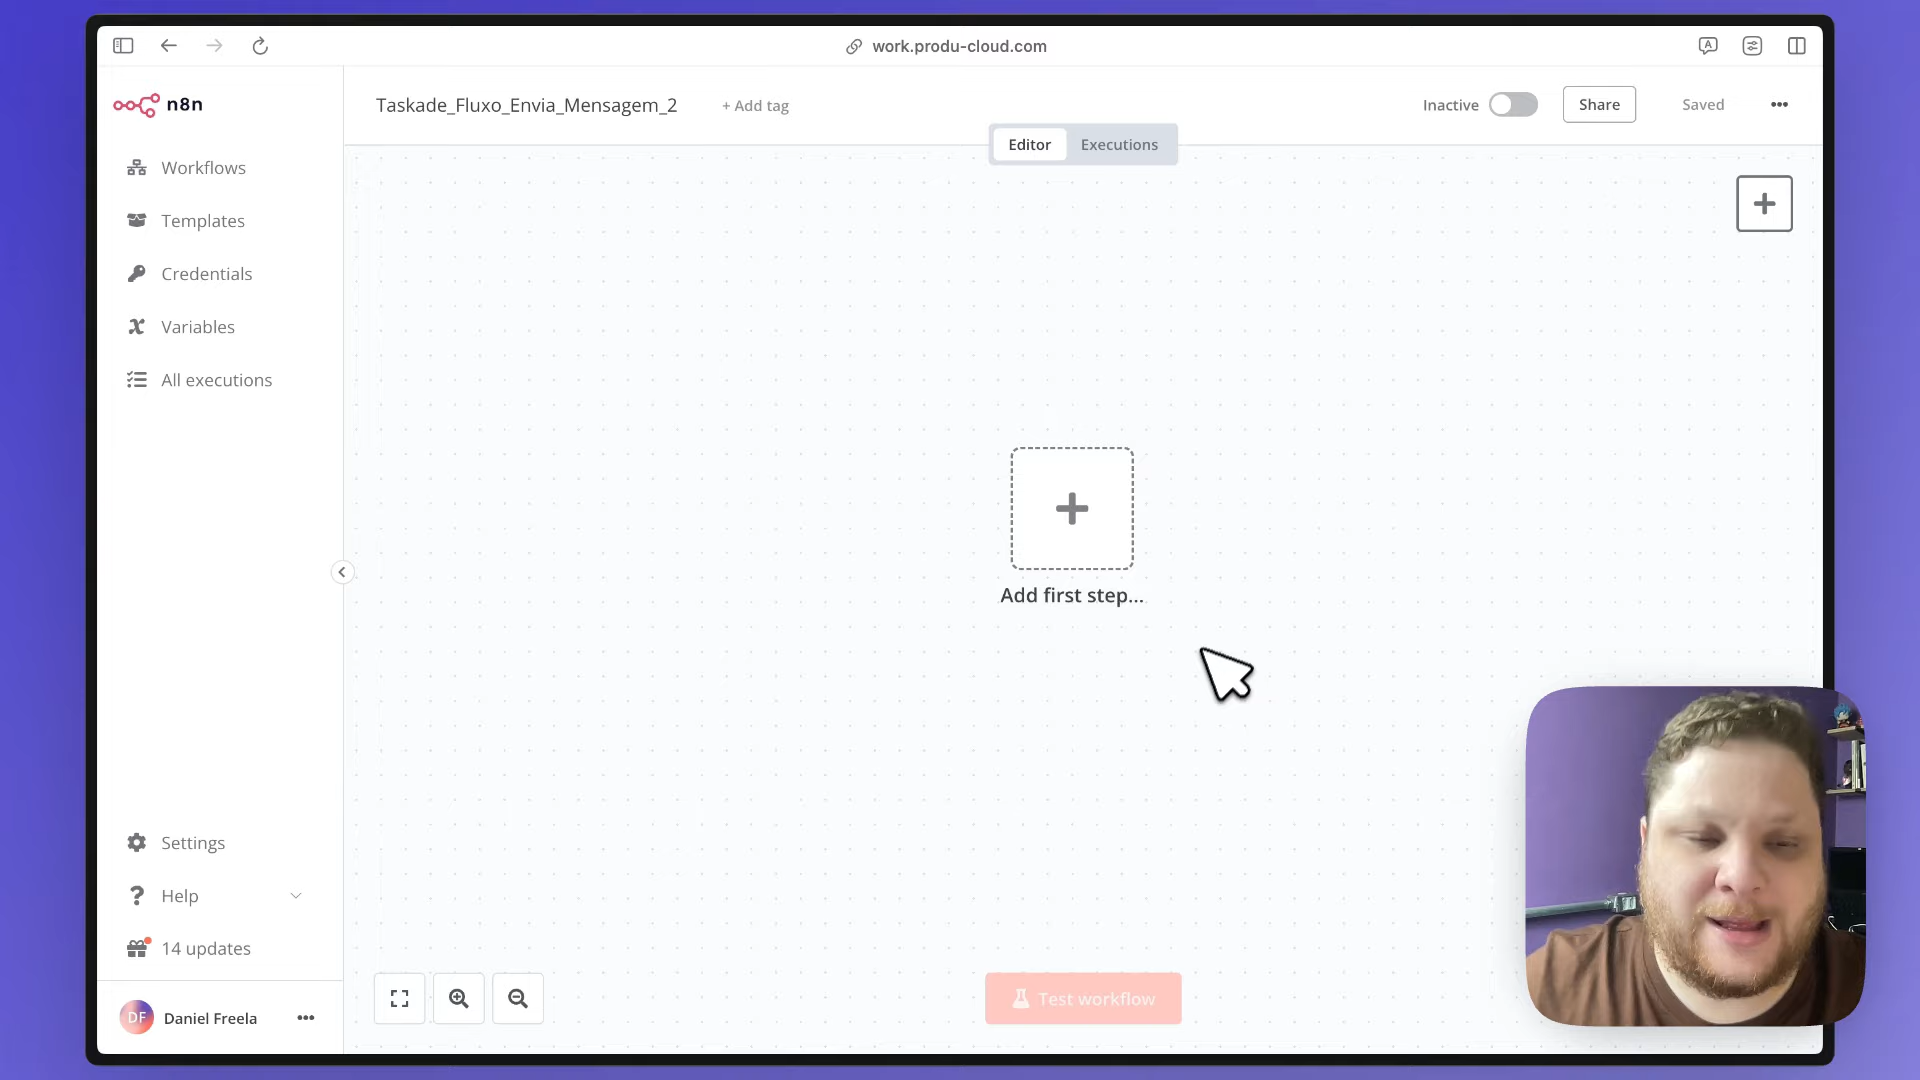 work.produ-cloud.com
n8n
Taskade_Fluxo_Envia_Mensagem_2
+ Add tag
Inactive
Share
Saved
Editor
Executions
Workflows
Templates
Credentials
Variables
All executions
Add first step...
Settings
Help
14 updates
Test workflow
DF
Daniel Freela